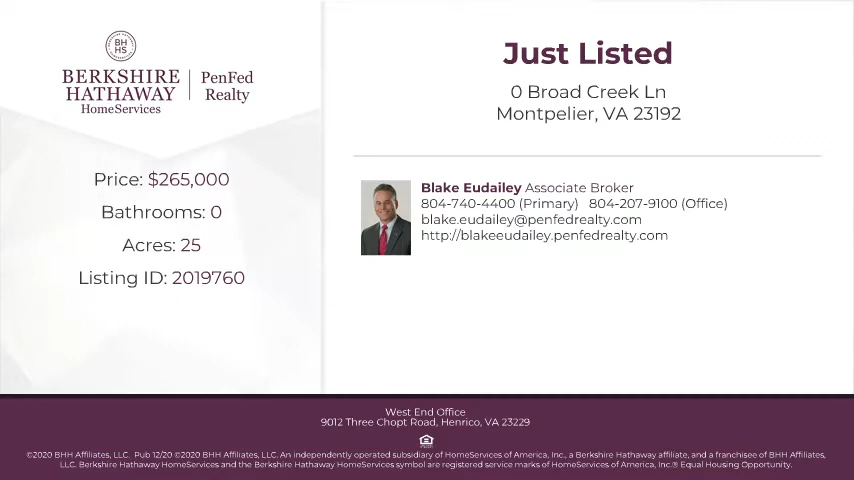 BH
HS
BERKSHIRE
HATHAWAY
HomeServices
PenFed
Realty
Price: $265,000
Bathrooms: 0
Acres: 25
Listing ID: 2019760
Just Listed
0 Broad Creek Ln
Montpelier, VA 23192
Blake Eudailey Associate Broker
804-740-4400 (Primary) 804-207-9100 (Office)
blake.eudailey@penfedrealty.com
http://blakeeudailey.penfedrealty.com
West End Office
9012 Three Chopt Road, Henrico, VA 23229
©2020 BHH Affiliates, LLC. Pub 12/20 ©2020 BHH Affiliates, LLC. An independently operated subsidiary of HomeServices of America, Inc., a Berkshire Hathaway affiliate, and a franchisee of BHH Affiliates,
LLC. Berkshire Hathaway HomeServices and the Berkshire Hathaway HomeServices symbol are registered service marks of HomeServices of America, Inc.® Equal Housing Opportunity.